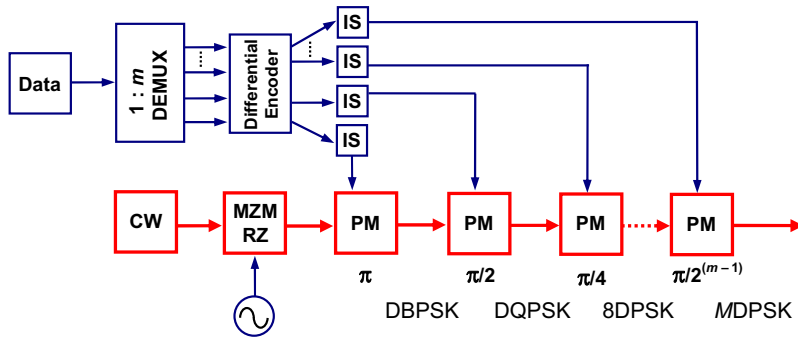 IS
Data
1 : m
DEMUX
Differential
Encoder
IS
IS
IS
CW
MZM
RZ
PM
PM
PM
PM
π
π/2
π/4
π/2^(m – 1)
DBPSK
DQPSK
8DPSK
MDPSK